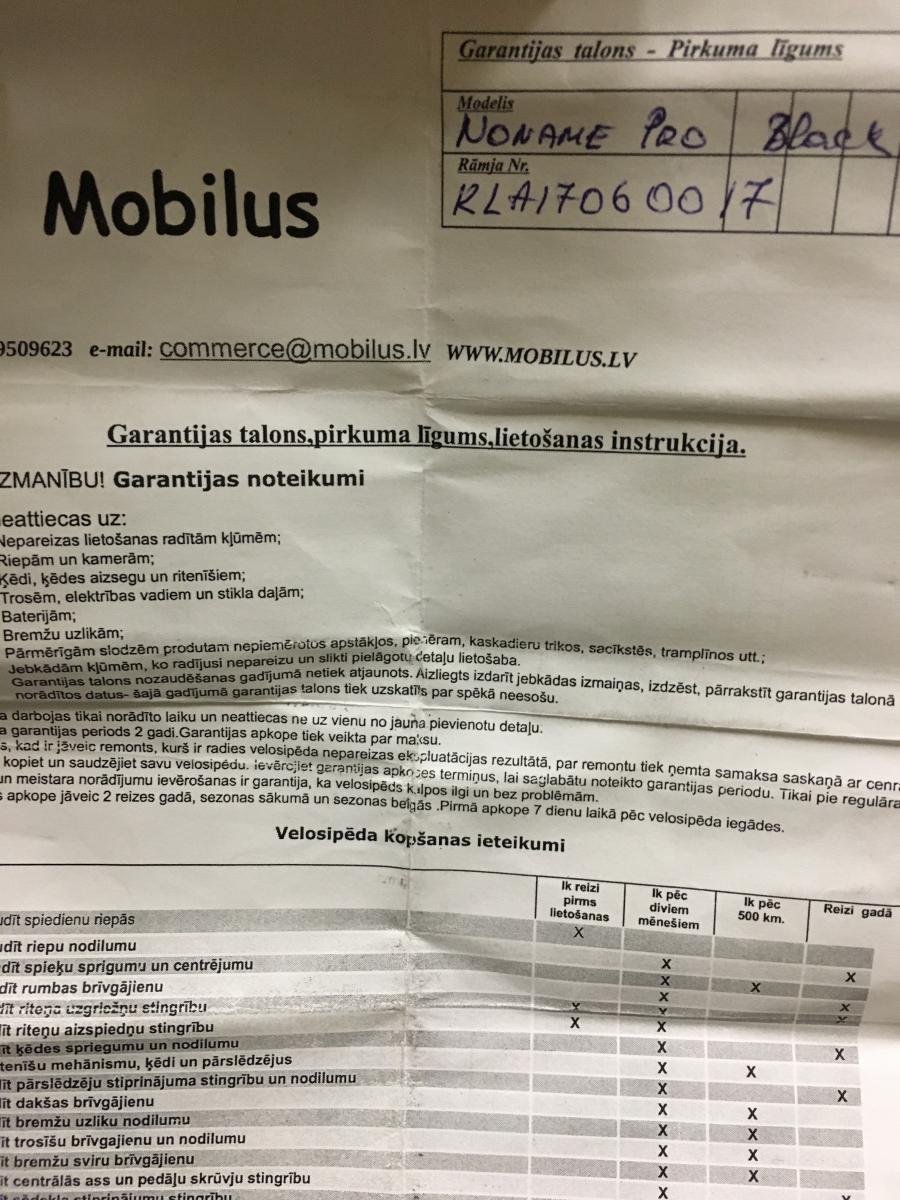 Garantijas talons - Pirkuma līgums
Modelis
NONAME PRO Black
Rāmja Nr.
RLA1706 00 17
Mobilus
9509623 e-mail: commerce@mobilus.lv WWW.MOBILUS.LV
Garantijas talons,pirkuma līgums,lietošanas instrukcija.
ZMANĪBU! Garantijas noteikumi
eattiecas uz:
Nepareizas lietošanas radītām kļūmēm;
Riepām un kamerām;
Ķēdi, ķēdes aizsegu un ritenīšiem;
Trosēm, elektrības vadiem un stikla daļām;
Baterijām;
Bremžu uzlikām;
Pārmērīgām slodzēm produtam nepiemērotos apstākļos, piemēram, kaskadieru trikos, sacīkstēs, tramplīnos utt.;
Jebkādām kļūmēm, ko radījusi nepareizu un slikti pielāgotu detaļu lietošaba.
Garantijas talons nozaudēšanas gadījumā netiek atjaunots. Aizliegts izdarīt jebkādas izmaiņas, izdzēst, pārrakstīt garantijas talonā
norādītos datus- šajā gadījumā garantijas talons tiek uzskatīts par spēkā neesošu.
a darbojas tikai norādīto laiku un neattiecas ne uz vienu no jauna pievienotu detaļu.
a garantijas periods 2 gadi.Garantijas apkope tiek veikta par maksu.
s, kad ir jāveic remonts, kurš ir radies velosipēda nepareizas ekspluatācijas rezultātā, par remontu tiek ņemta samaksa saskaņā ar cenr
kopiet un saudzējiet savu velosipēdu. Ievērojiet garantijas apkopes termiņus, lai saglabātu noteikto garantijas periodu. Tikai pie regulāra
un meistara norādījumu ievērošanas ir garantija, ka velosipēds kalpos ilgi un bez problēmām.
s apkope jāveic 2 reizes gadā, sezonas sākumā un sezonas beigās .Pirmā apkope 7 dienu laikā pēc velosipēda iegādes.
Velosipēda kopšanas ieteikumi
Ik reizi pirms lietošanas Ik pēc diviem mēnešiem Ik pēc 500 km. Reizi gadā
udīt spiedienu riepās X
udīt riepu nodilumu X
dīt spieķu sprigumu un centrējumu X X
dīt rumbas brīvgājienu X X
dīt riteņa uzgriežņu stingrību X X X
īt riteņu aizspiedņu stingrību X X X
īt ķēdes spriegumu un nodilumu X
tenīšu mehānismu, ķēdi un pārslēdzējus X X
īt pārslēdzēju stiprinājuma stingrību un nodilumu X X
īt dakšas brīvgājienu X X
īt bremžu uzliku nodilumu X X
īt trosīšu brīvgajienu un nodilumu X X
īt bremžu sviru brīvgājienu X X
īt centrālās ass un pedāļu skrūvju stingrību X X
stiprinājumu stingrību